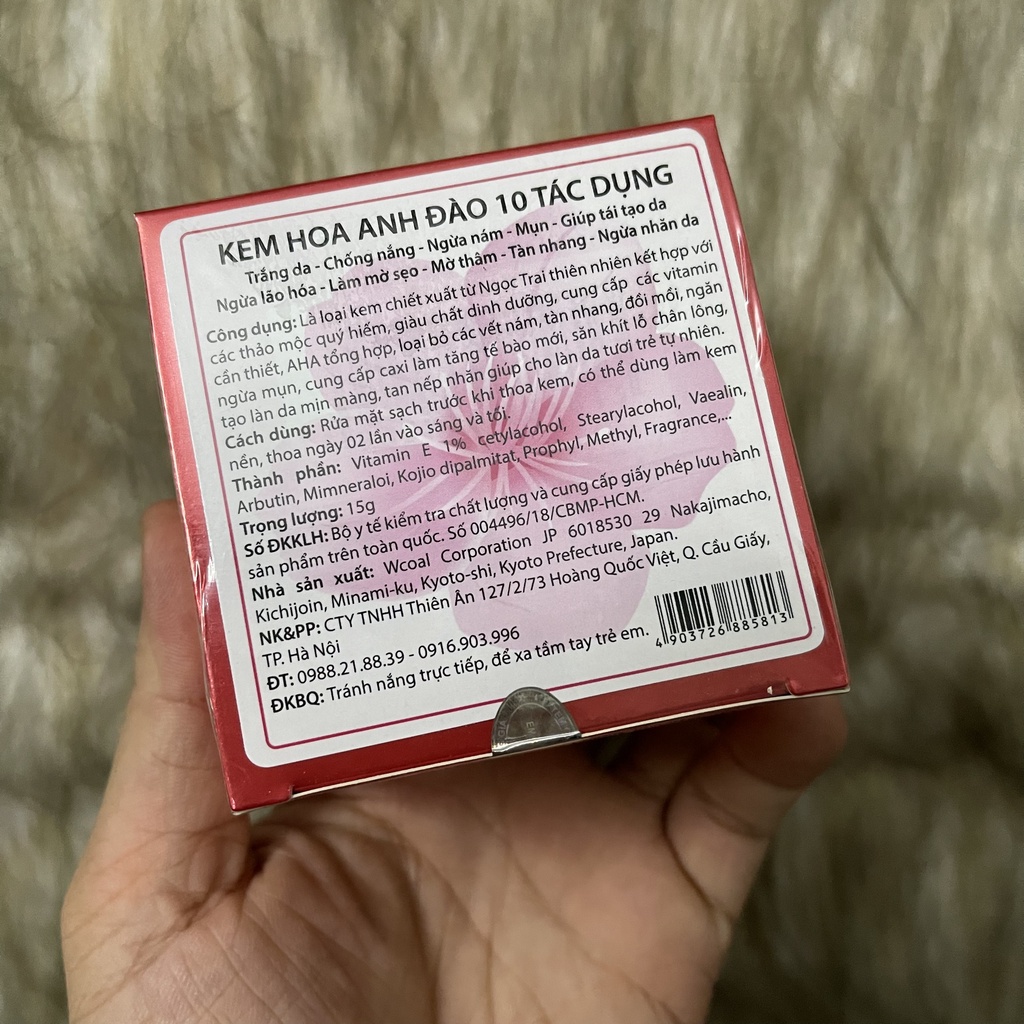 KEM HOA ANH ĐÀO 10 TÁC DỤNG
Trắng da - Chống nắng - Ngừa nám - Mụn - Giúp tái tạo da
Ngừa lão hóa - Làm mờ sẹo - Mờ thâm - Tàn nhang - Ngừa nhăn da
Công dụng: Là loại kem chiết xuất từ Ngọc Trai thiên nhiên kết hợp với
các thảo mộc quý hiếm, giàu chất dinh dưỡng, cung cấp các vitamin
cần thiết, AHA tổng hợp, loại bỏ các vết nám, tàn nhang, đồi mồi, ngăn
ngừa mụn, cung cấp caxi làm tăng tế bào mới, săn khít lỗ chân lông,
tạo làn da mịn màng, tan nếp nhăn giúp cho làn da tươi trẻ tự nhiên.
Cách dùng: Rửa mặt sạch trước khi thoa kem, có thể dùng làm kem
nền, thoa ngày 02 lần vào sáng và tối.
Thành phần: Vitamin E 1% cetylacohol, Stearylacohol, Vaealin,
Arbutin, Mimneraloi, Kojio dipalmitat, Prophyl, Methyl, Fragrance,...
Trọng lượng: 15g
Số ĐKKLH: Bộ y tế kiểm tra chất lượng và cung cấp giấy phép lưu hành
sản phẩm trên toàn quốc. Số 004496/18/CBMP-HCM.
Nhà sản xuất: Wcoal Corporation JP 6018530 29 Nakajimacho,
Kichijoin, Minami-ku, Kyoto-shi, Kyoto Prefecture, Japan.
NK&PP: CTY TNHH Thiên Ân 127/2/73 Hoàng Quốc Việt, Q. Cầu Giấy,
TP. Hà Nội
ĐT: 0988.21.88.39 - 0916.903.996
ĐKBQ: Tránh nắng trực tiếp, để xa tầm tay trẻ em.
4 903726 885813